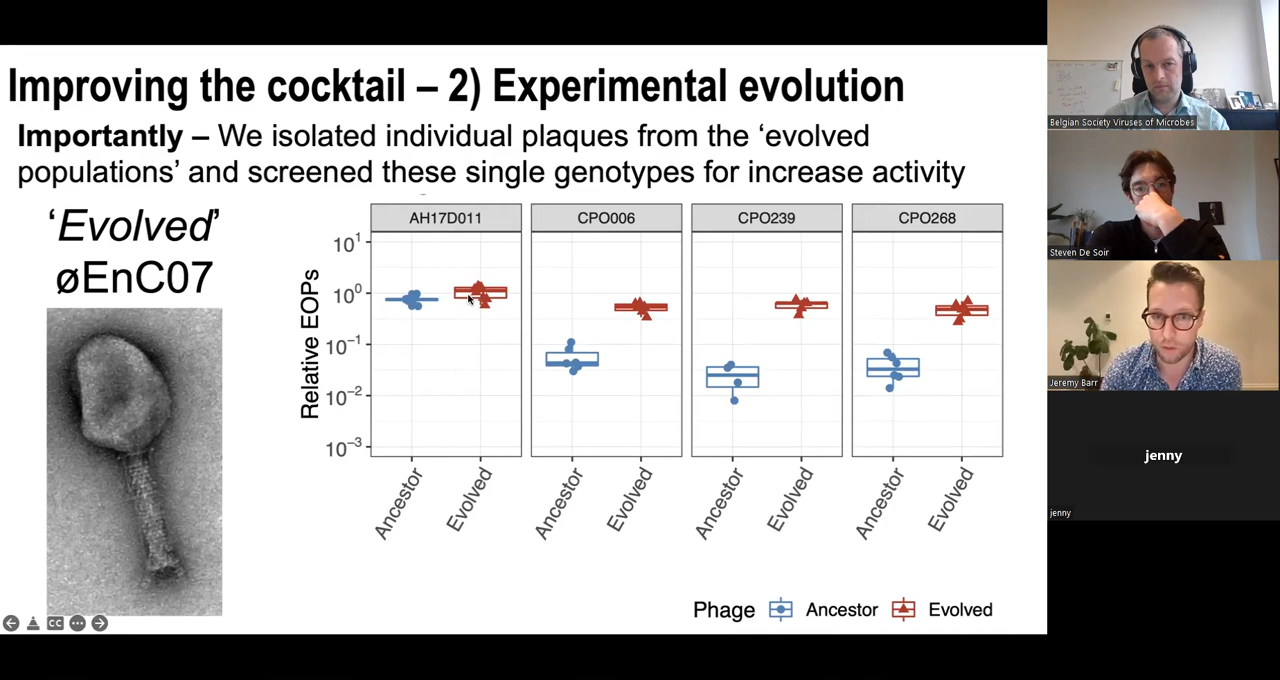 Improving the cocktail – 2) Experimental evolution
Importantly – We isolated individual plaques from the ‘evolved
populations’ and screened these single genotypes for increase activity
‘Evolved’
øEnC07
AH17D011
CPO006
CPO239
CPO268
Relative EOPs
10¹
10⁰
10⁻¹
10⁻²
10⁻³
Ancestor
Evolved
Ancestor
Evolved
Ancestor
Evolved
Ancestor
Evolved
Phage
Ancestor
Evolved
CC
Belgian Society Viruses of Microbes
Steven De Soir
Jeremy Barr
jenny
jenny